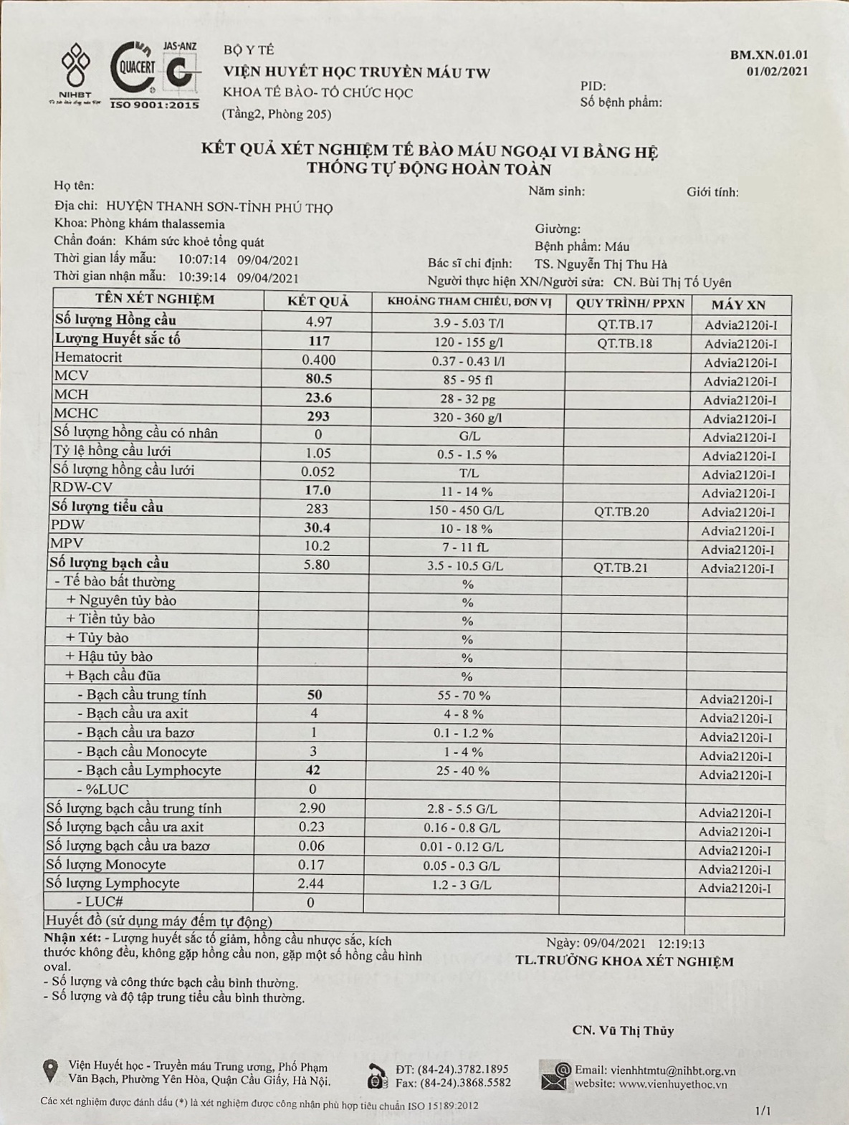 NIHBT
QUACERT
JAS-ANZ
ISO 9001:2015
BỘ Y TẾ
VIỆN HUYẾT HỌC TRUYỀN MÁU TW
KHOA TẾ BÀO- TỔ CHỨC HỌC
(Tầng2, Phòng 205)
BM.XN.01.01
01/02/2021
PID:
Số bệnh phẩm:
KẾT QUẢ XÉT NGHIỆM TẾ BÀO MÁU NGOẠI VI BẰNG HỆ
THỐNG TỰ ĐỘNG HOÀN TOÀN
Họ tên: Năm sinh: Giới tính:
Địa chỉ: HUYỆN THANH SƠN-TỈNH PHÚ THỌ
Khoa: Phòng khám thalassemia Giường:
Chẩn đoán: Khám sức khoẻ tổng quát Bệnh phẩm: Máu
Thời gian lấy mẫu: 10:07:14 09/04/2021 Bác sĩ chỉ định: TS. Nguyễn Thị Thu Hà
Thời gian nhận mẫu: 10:39:14 09/04/2021 Người thực hiện XN/Người sửa: CN. Bùi Thị Tố Uyên
TÊN XÉT NGHIỆM KẾT QUẢ KHOẢNG THAM CHIẾU, ĐƠN VỊ QUY TRÌNH/ PPXN MÁY XN
Số lượng Hồng cầu 4.97 3.9 - 5.03 T/l QT.TB.17 Advia2120i-I
Lượng Huyết sắc tố 117 120 - 155 g/l QT.TB.18 Advia2120i-I
Hematocrit 0.400 0.37 - 0.43 l/l Advia2120i-I
MCV 80.5 85 - 95 fl Advia2120i-I
MCH 23.6 28 - 32 pg Advia2120i-I
MCHC 293 320 - 360 g/l Advia2120i-I
Số lượng hồng cầu có nhân 0 G/L Advia2120i-I
Tỷ lệ hồng cầu lưới 1.05 0.5 - 1.5 % Advia2120i-I
Số lượng hồng cầu lưới 0.052 T/L Advia2120i-I
RDW-CV 17.0 11 - 14 % Advia2120i-I
Số lượng tiểu cầu 283 150 - 450 G/L QT.TB.20 Advia2120i-I
PDW 30.4 10 - 18 % Advia2120i-I
MPV 10.2 7 - 11 fL Advia2120i-I
Số lượng bạch cầu 5.80 3.5 - 10.5 G/L QT.TB.21 Advia2120i-I
- Tế bào bất thường %
+ Nguyên tủy bào %
+ Tiền tủy bào %
+ Tủy bào %
+ Hậu tủy bào %
+ Bạch cầu đũa %
- Bạch cầu trung tính 50 55 - 70 % Advia2120i-I
- Bạch cầu ưa axit 4 4 - 8 % Advia2120i-I
- Bạch cầu ưa bazơ 1 0.1 - 1.2 % Advia2120i-I
- Bạch cầu Monocyte 3 1 - 4 % Advia2120i-I
- Bạch cầu Lymphocyte 42 25 - 40 % Advia2120i-I
- %LUC 0
Số lượng bạch cầu trung tính 2.90 2.8 - 5.5 G/L Advia2120i-I
Số lượng bạch cầu ưa axit 0.23 0.16 - 0.8 G/L Advia2120i-I
Số lượng bạch cầu ưa bazơ 0.06 0.01 - 0.12 G/L Advia2120i-I
Số lượng Monocyte 0.17 0.05 - 0.3 G/L Advia2120i-I
Số lượng Lymphocyte 2.44 1.2 - 3 G/L Advia2120i-I
- LUC# 0
Huyết đồ (sử dụng máy đếm tự động)
Nhận xét: - Lượng huyết sắc tố giảm, hồng cầu nhược sắc, kích
thước không đều, không gặp hồng cầu non, gặp một số hồng cầu hình
oval.
- Số lượng và công thức bạch cầu bình thường.
- Số lượng và độ tập trung tiểu cầu bình thường.
Ngày: 09/04/2021 12:19:13
TL.TRƯỞNG KHOA XÉT NGHIỆM
CN. Vũ Thị Thủy
Viện Huyết học - Truyền máu Trung ương, Phố Phạm
Văn Bạch, Phường Yên Hòa, Quận Cầu Giấy, Hà Nội.
ĐT: (84-24).3782.1895
Fax: (84-24).3868.5582
Email: vienhhtmtu@nihbt.org.vn
website: www.vienhuyethoc.vn
Các xét nghiệm được đánh dấu (*) là xét nghiệm được công nhận phù hợp tiêu chuẩn ISO 15189:2012
1/1